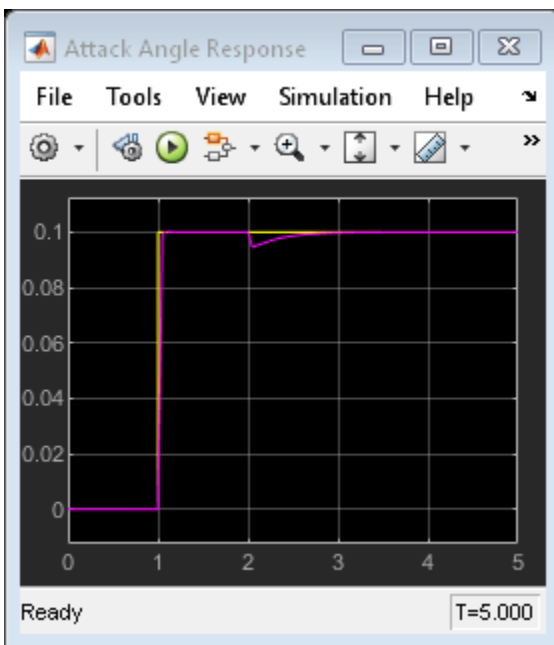 Attack Angle Response
File Tools View Simulation Help
0.1
0.08
0.06
0.04
0.02
0
0 1 2 3 4 5
Ready T=5.000